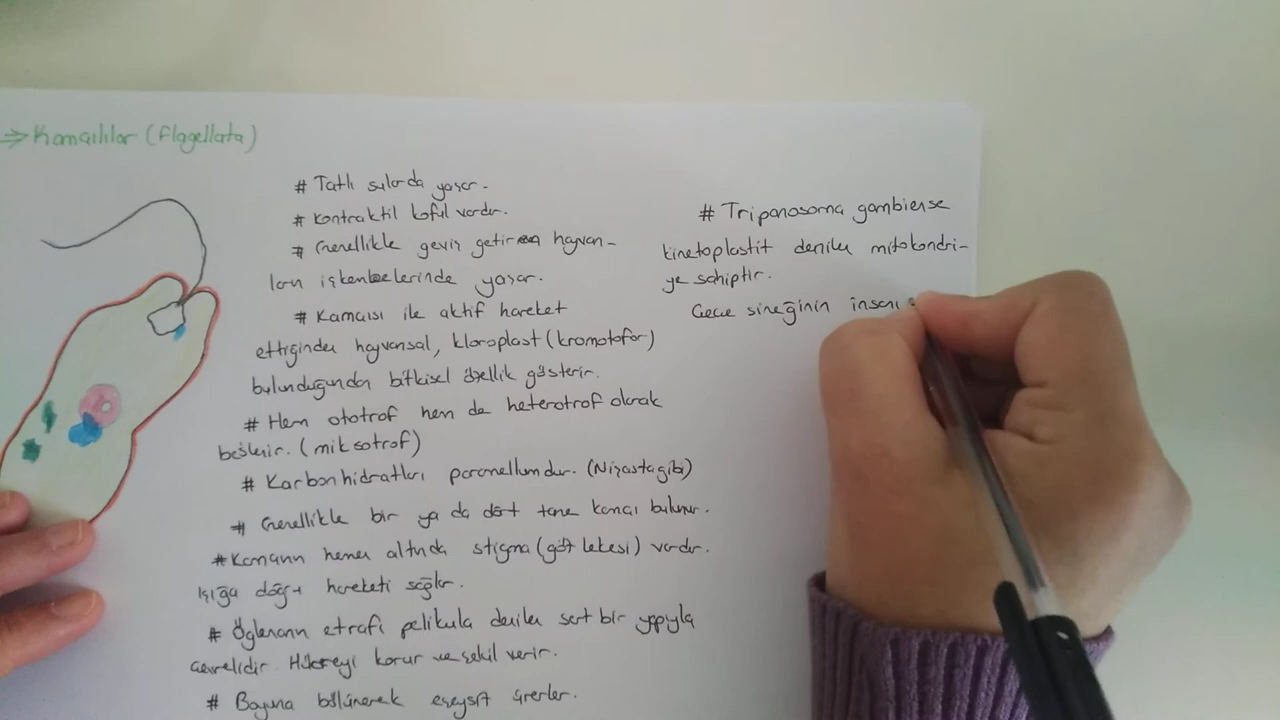 ⇒ Kamçılılar (flagellata)
# Tatlı sularda yaşar.
# Kontraktil koful vardır.
# Genellikle geviş getiren hayvan-
ların işkembelerinde yaşar.
# Kamçısı ile aktif hareket
ettiğinden hayvansal, kloroplast (kromotofor)
bulunduğundan bitkisel özellik gösterir.
# Hem ototrof hem de heterotrof olarak
beslenir. (miksotrof)
# Karbonhidratları paramellumdur. (Nişasta gibi)
# Genellikle bir ya da dört tane kamçı bulunur.
# Kamçının hemen altında stigma (göz lekesi) vardır.
Işığa doğru hareketi sağlar.
# Öglenanın etrafı pelikula denilen sert bir yapıyla
çevrelidir. Hücreyi korur ve şekil verir.
# Boyuna bölünerek eşeysiz ürerler.
# Tripanosoma gambiense
kinetoplastit denilen mitokondri-
ye sahiptir.
Çeçe sineğinin insanı